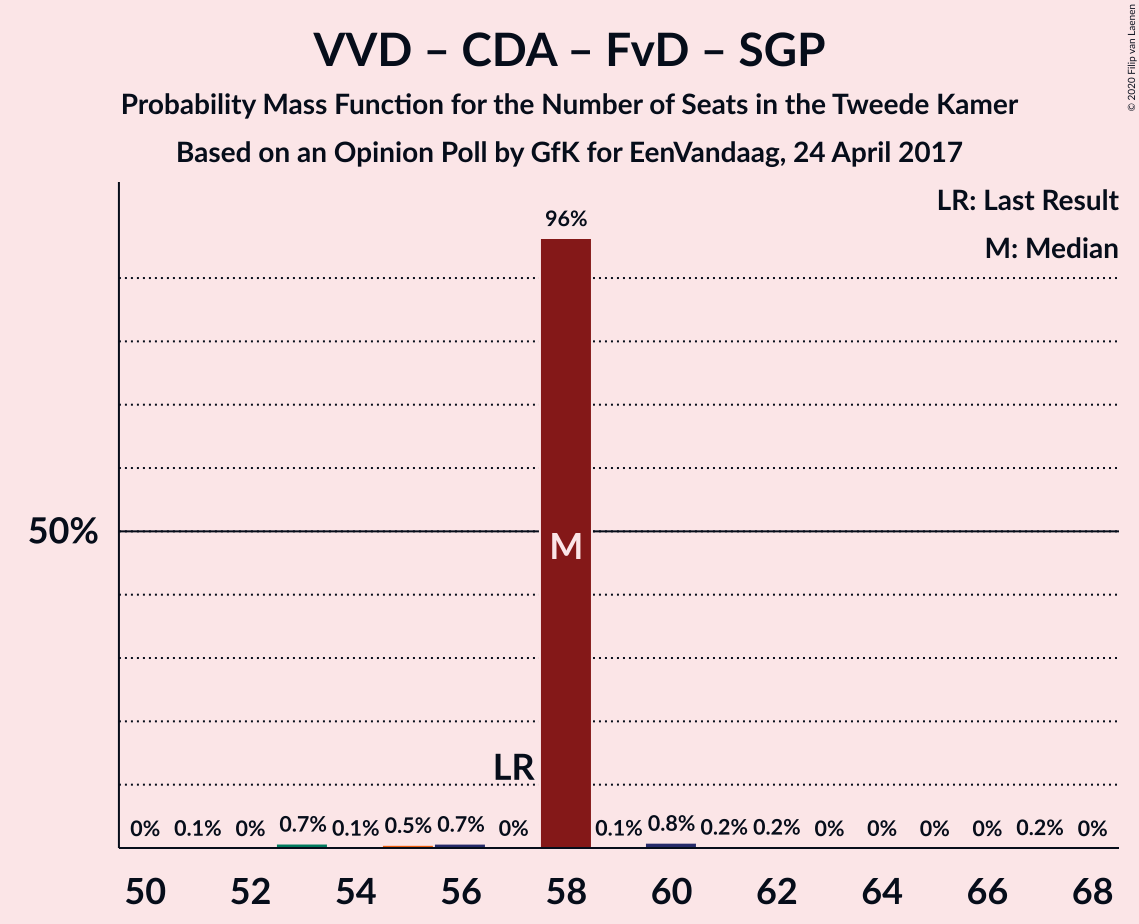 VVD – CDA – FvD – SGP
Probability Mass Function for the Number of Seats in the Tweede Kamer
Based on an Opinion Poll by GfK for EenVandaag, 24 April 2017
© 2020 Filip van Laenen
LR: Last Result
M: Median
96%
50%
M
LR
0% 0.1% 0% 0.7% 0.1% 0.5% 0.7% 0% 0.1% 0.8% 0.2% 0.2% 0% 0% 0% 0% 0.2% 0%
50 52 54 56 58 60 62 64 66 68